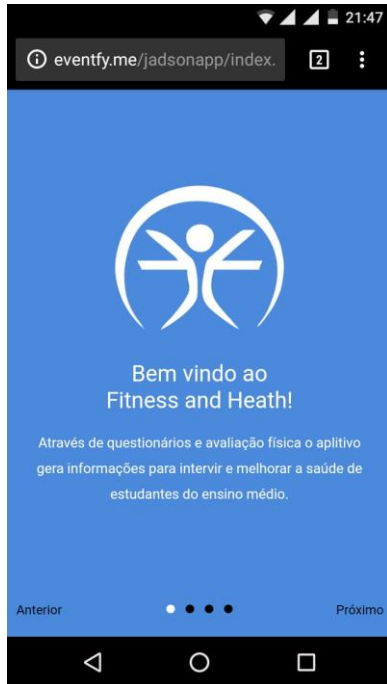 21:47
eventfy.me/jadsonapp/index.
2
Bem vindo ao
Fitness and Heath!
Através de questionários e avaliação física o aplitivo
gera informações para intervir e melhorar a saúde de
estudantes do ensino médio.
Anterior
Próximo